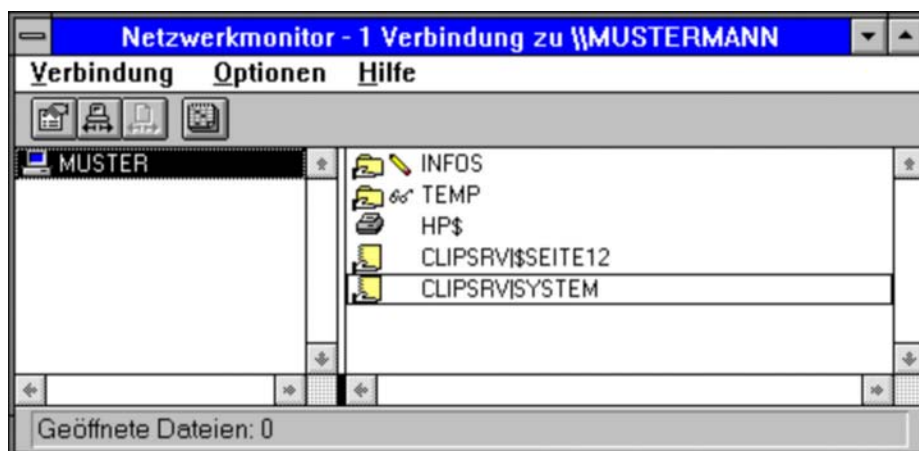 Netzwerkmonitor - 1 Verbindung zu \\MUSTERMANN
Verbindung Optionen Hilfe
MUSTER
INFOS
TEMP
HP$
CLIPSRV|$SEITE12
CLIPSRV|SYSTEM
Geöffnete Dateien: 0